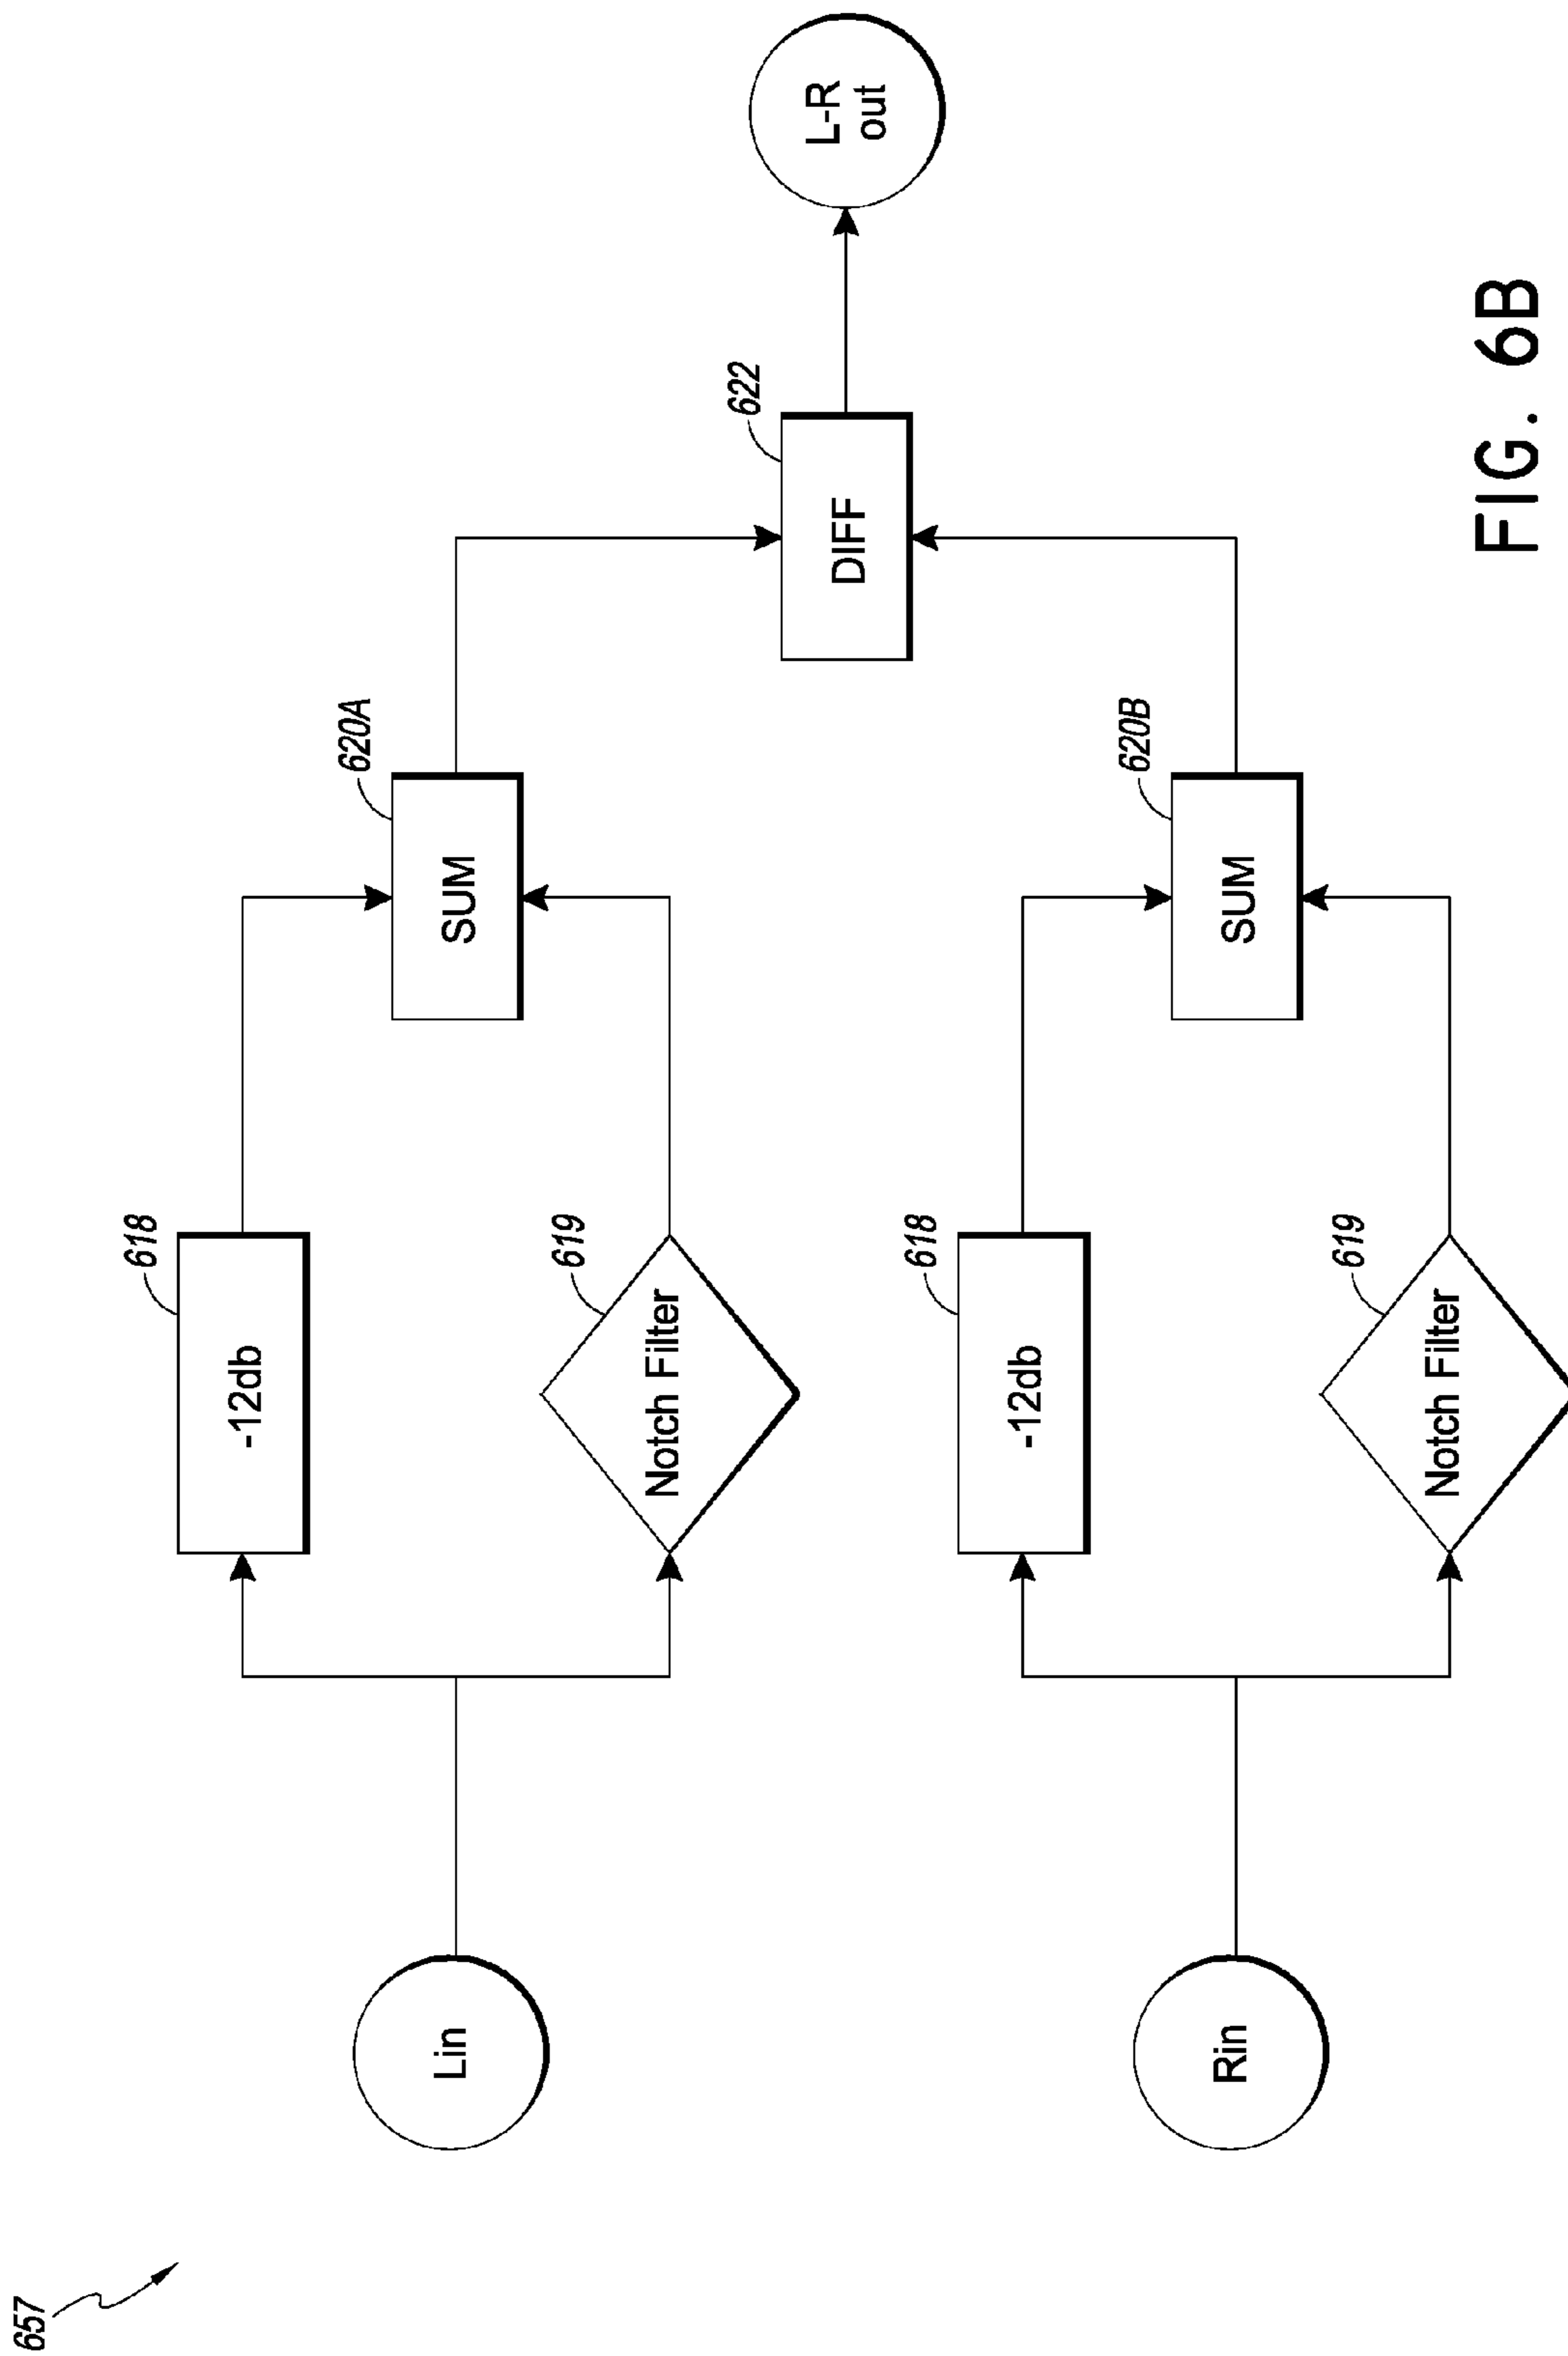 657
618
-12db
Lin
620A
SUM
619
Notch Filter
622
DIFF
L-R
out
618
-12db
Rin
620B
SUM
619
Notch Filter
FIG. 6B